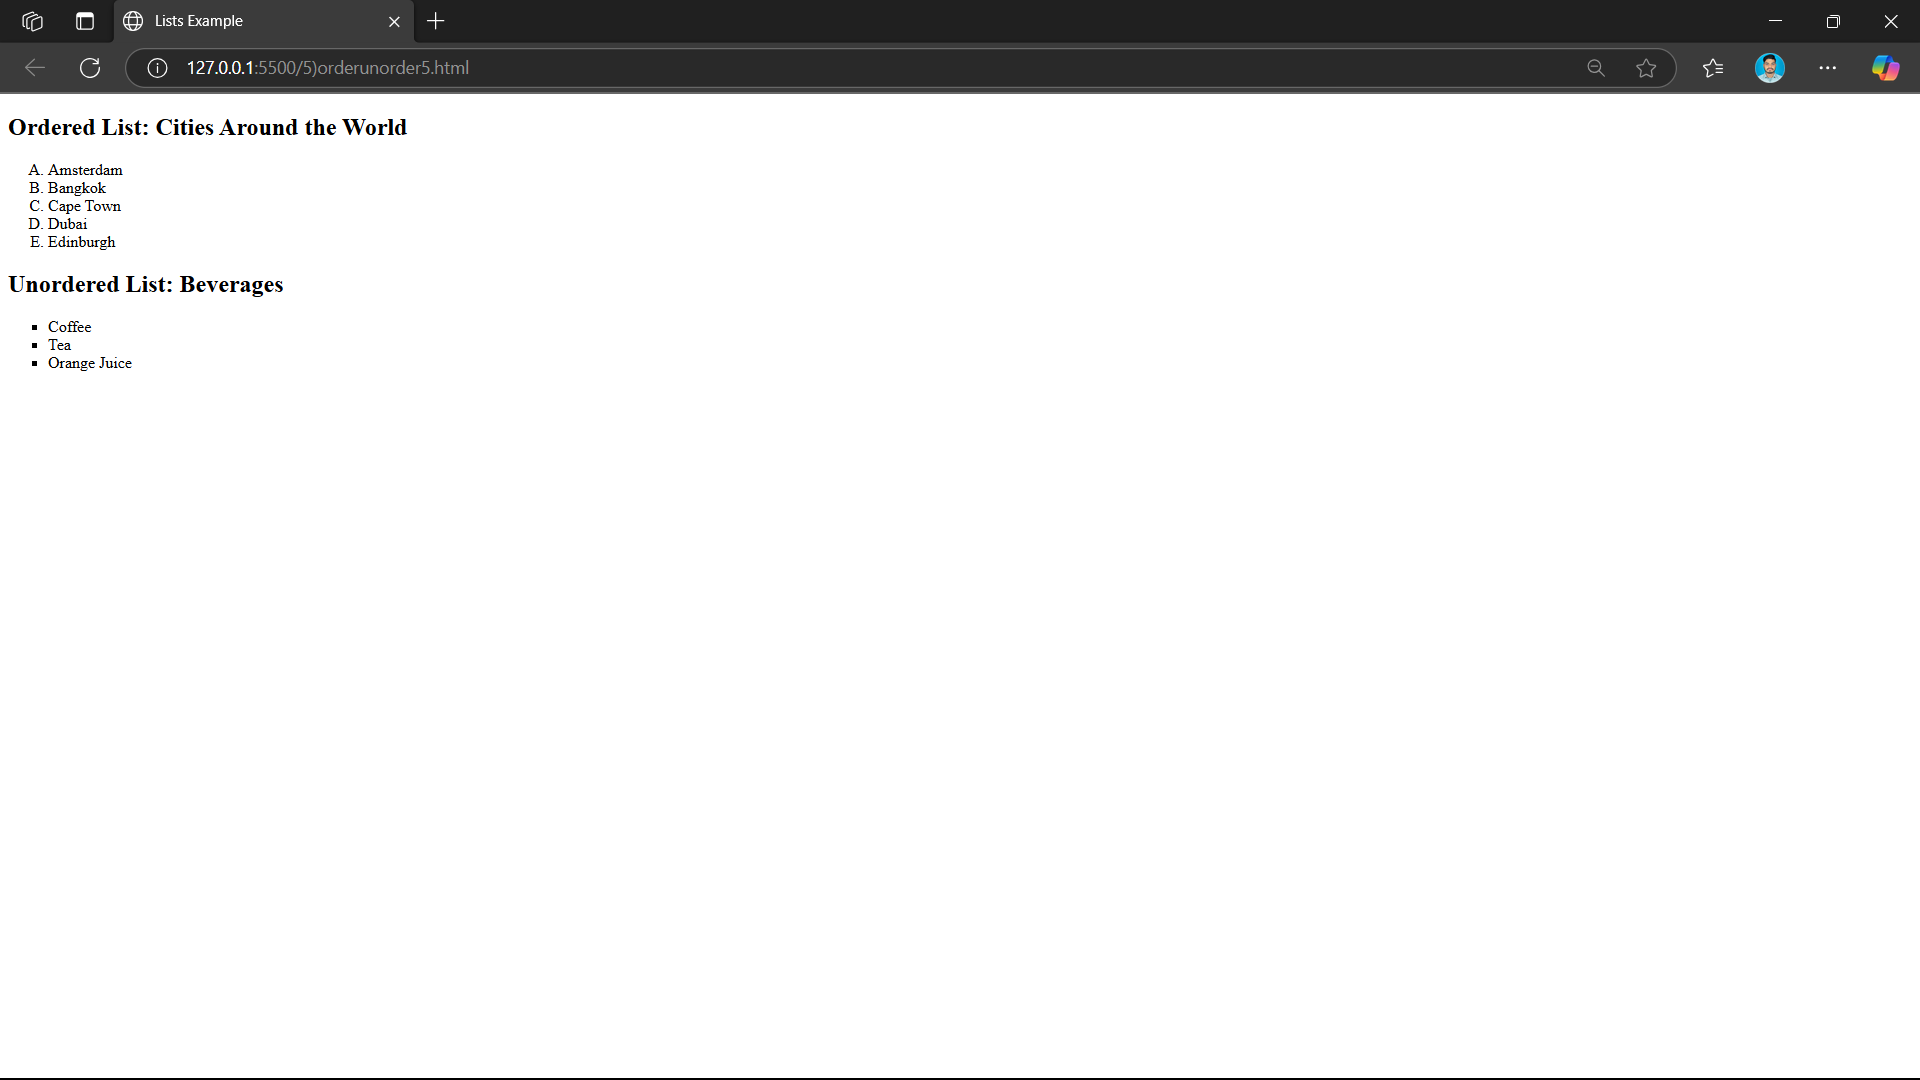 Lists Example
127.0.0.1:5500/5)orderunorder5.html
Ordered List: Cities Around the World
A. Amsterdam
B. Bangkok
C. Cape Town
D. Dubai
E. Edinburgh
Unordered List: Beverages
▪ Coffee
▪ Tea
▪ Orange Juice